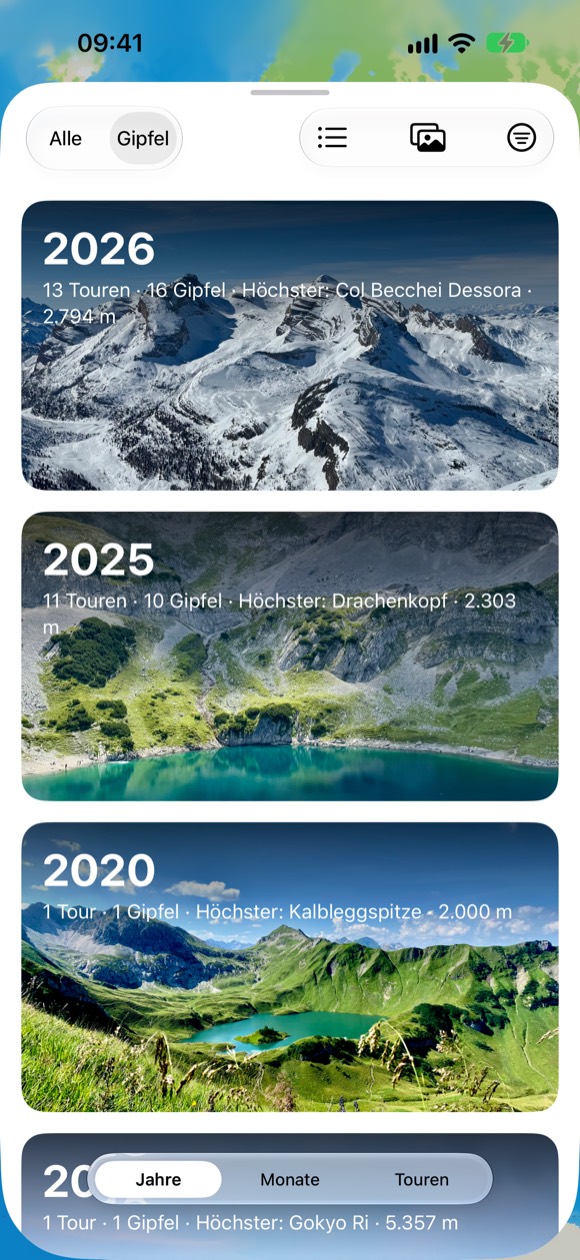 09:41
Alle Gipfel
2026
13 Touren · 16 Gipfel · Höchster: Col Becchei Dessora ·
2.794 m
2025
11 Touren · 10 Gipfel · Höchster: Drachenkopf · 2.303
m
2020
1 Tour · 1 Gipfel · Höchster: Kalbleggspitze · 2.000 m
Jahre Monate Touren
1 Tour · 1 Gipfel · Höchster: Gokyo Ri · 5.357 m